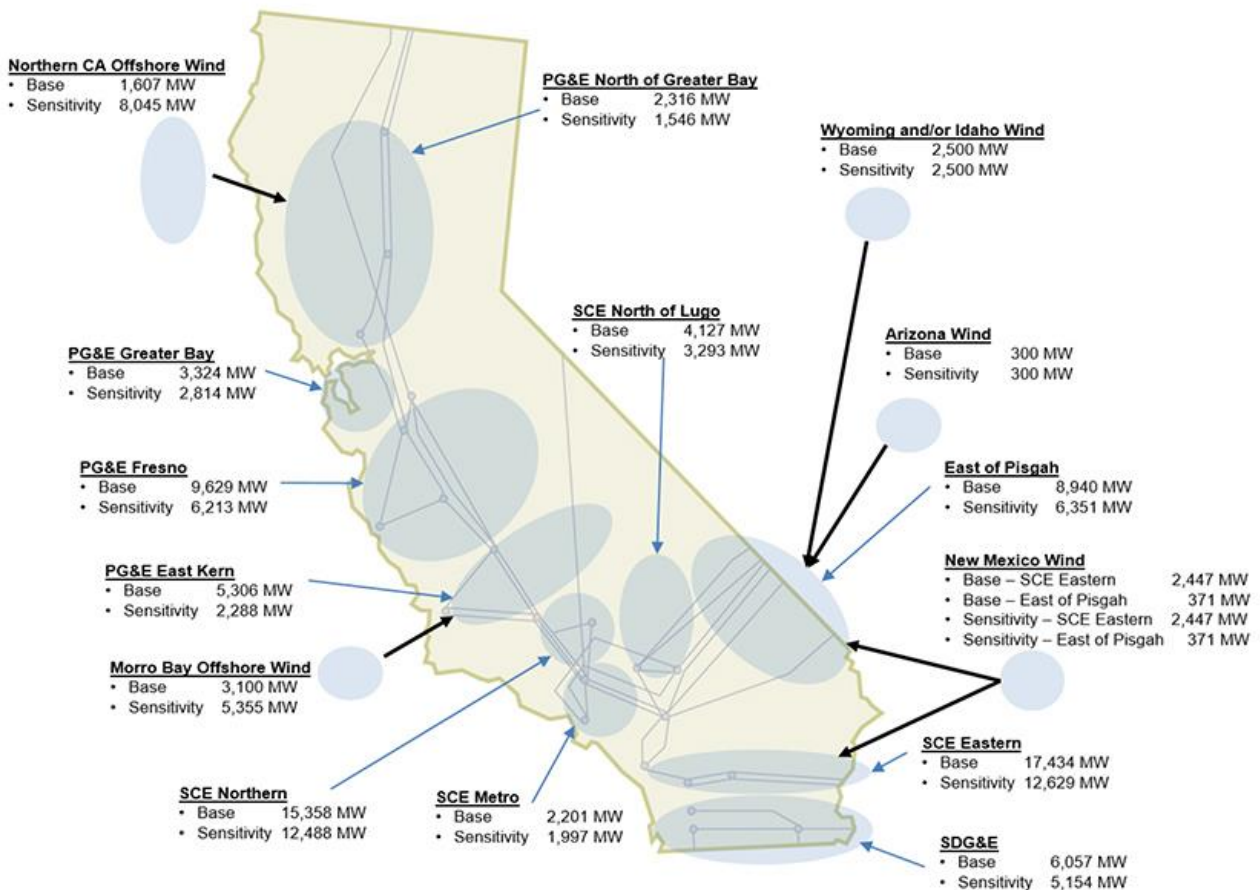 Northern CA Offshore Wind
• Base 1,607 MW
• Sensitivity 8,045 MW
PG&E North of Greater Bay
• Base 2,316 MW
• Sensitivity 1,546 MW
Wyoming and/or Idaho Wind
• Base 2,500 MW
• Sensitivity 2,500 MW
SCE North of Lugo
• Base 4,127 MW
• Sensitivity 3,293 MW
Arizona Wind
• Base 300 MW
• Sensitivity 300 MW
PG&E Greater Bay
• Base 3,324 MW
• Sensitivity 2,814 MW
PG&E Fresno
• Base 9,629 MW
• Sensitivity 6,213 MW
East of Pisgah
• Base 8,940 MW
• Sensitivity 6,351 MW
New Mexico Wind
• Base – SCE Eastern 2,447 MW
• Base – East of Pisgah 371 MW
• Sensitivity – SCE Eastern 2,447 MW
• Sensitivity – East of Pisgah 371 MW
PG&E East Kern
• Base 5,306 MW
• Sensitivity 2,288 MW
Morro Bay Offshore Wind
• Base 3,100 MW
• Sensitivity 5,355 MW
SCE Northern
• Base 15,358 MW
• Sensitivity 12,488 MW
SCE Metro
• Base 2,201 MW
• Sensitivity 1,997 MW
SCE Eastern
• Base 17,434 MW
• Sensitivity 12,629 MW
SDG&E
• Base 6,057 MW
• Sensitivity 5,154 MW